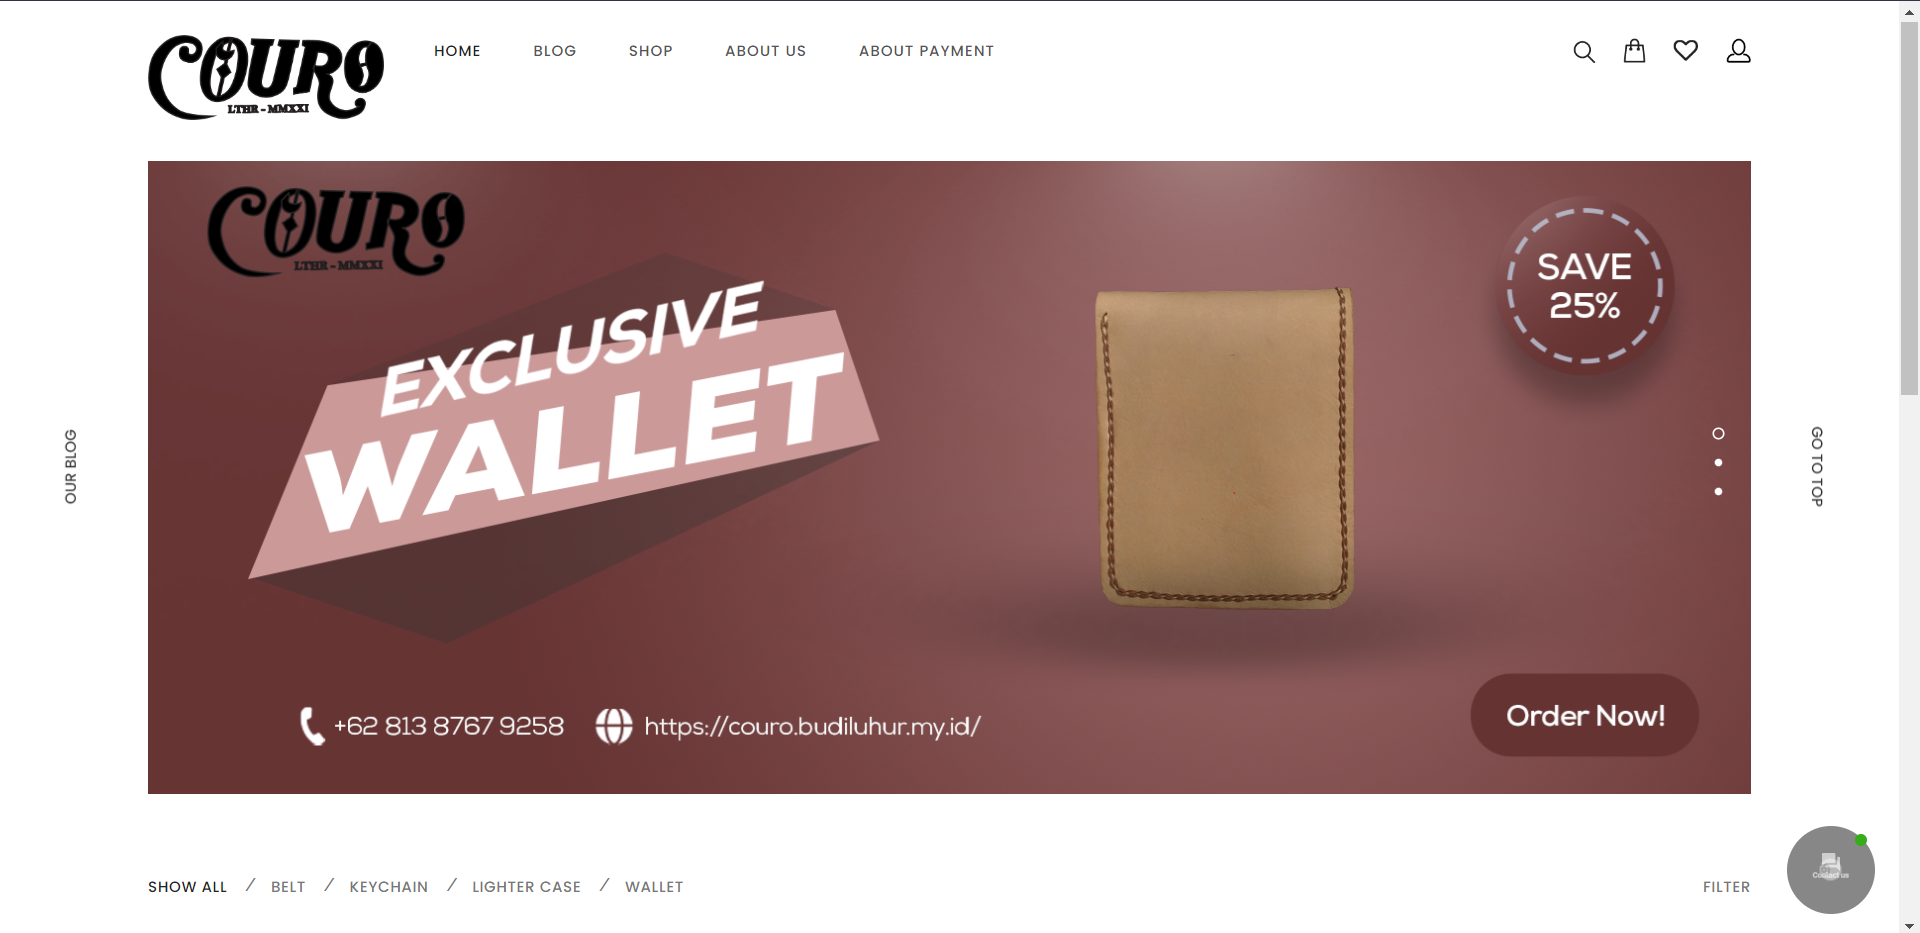 COURO
LTHR - MMXXI
HOME
BLOG
SHOP
ABOUT US
ABOUT PAYMENT
COURO
LTHR - MMXXI
EXCLUSIVE
WALLET
SAVE
25%
OUR BLOG
GO TO TOP
+62 813 8767 9258
https://couro.budiluhur.my.id/
Order Now!
Contact us
SHOW ALL / BELT / KEYCHAIN / LIGHTER CASE / WALLET
FILTER